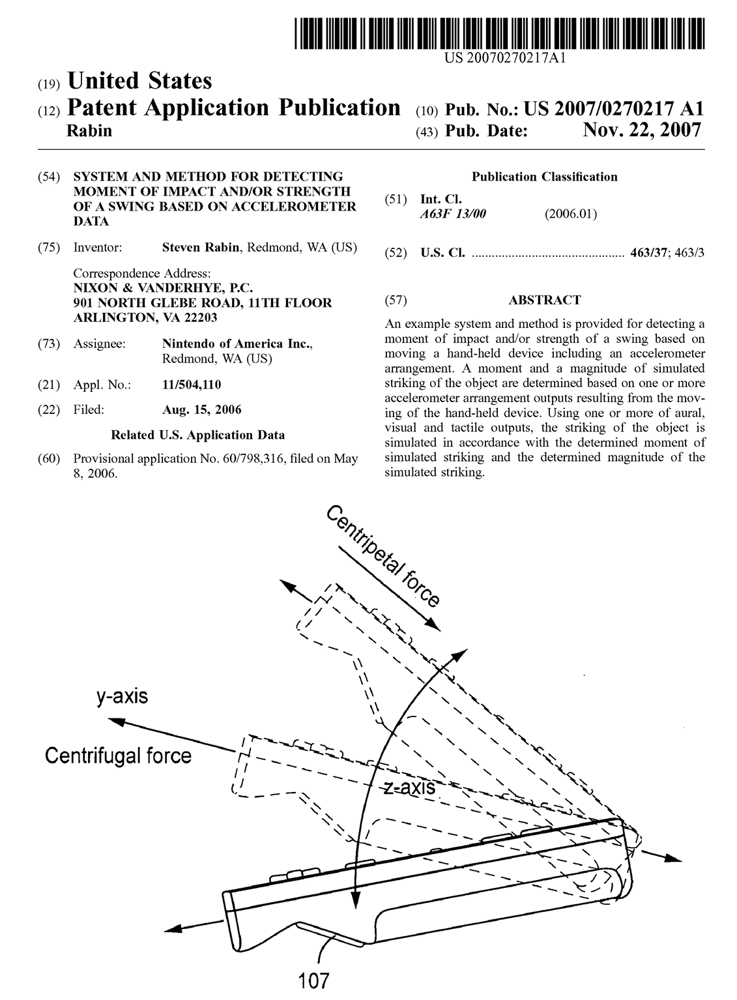 US 20070270217A1
(19) United States
(12) Patent Application Publication
Rabin
(10) Pub. No.: US 2007/0270217 A1
(43) Pub. Date: Nov. 22, 2007
(54) SYSTEM AND METHOD FOR DETECTING
MOMENT OF IMPACT AND/OR STRENGTH
OF A SWING BASED ON ACCELEROMETER
DATA
(75) Inventor: Steven Rabin, Redmond, WA (US)
Correspondence Address:
NIXON & VANDERHYE, P.C.
901 NORTH GLEBE ROAD, 11TH FLOOR
ARLINGTON, VA 22203
(73) Assignee: Nintendo of America Inc.,
Redmond, WA (US)
(21) Appl. No.: 11/504,110
(22) Filed: Aug. 15, 2006
Related U.S. Application Data
(60) Provisional application No. 60/798,316, filed on May
8, 2006.
Publication Classification
(51) Int. Cl.
A63F 13/00 (2006.01)
(52) U.S. Cl. ............................................. 463/37; 463/3
(57) ABSTRACT
An example system and method is provided for detecting a
moment of impact and/or strength of a swing based on
moving a hand-held device including an accelerometer
arrangement. A moment and a magnitude of simulated
striking of the object are determined based on one or more
accelerometer arrangement outputs resulting from the mov-
ing of the hand-held device. Using one or more of aural,
visual and tactile outputs, the striking of the object is
simulated in accordance with the determined moment of
simulated striking and the determined magnitude of the
simulated striking.
Centripetal force
y-axis
Centrifugal force
z-axis
107